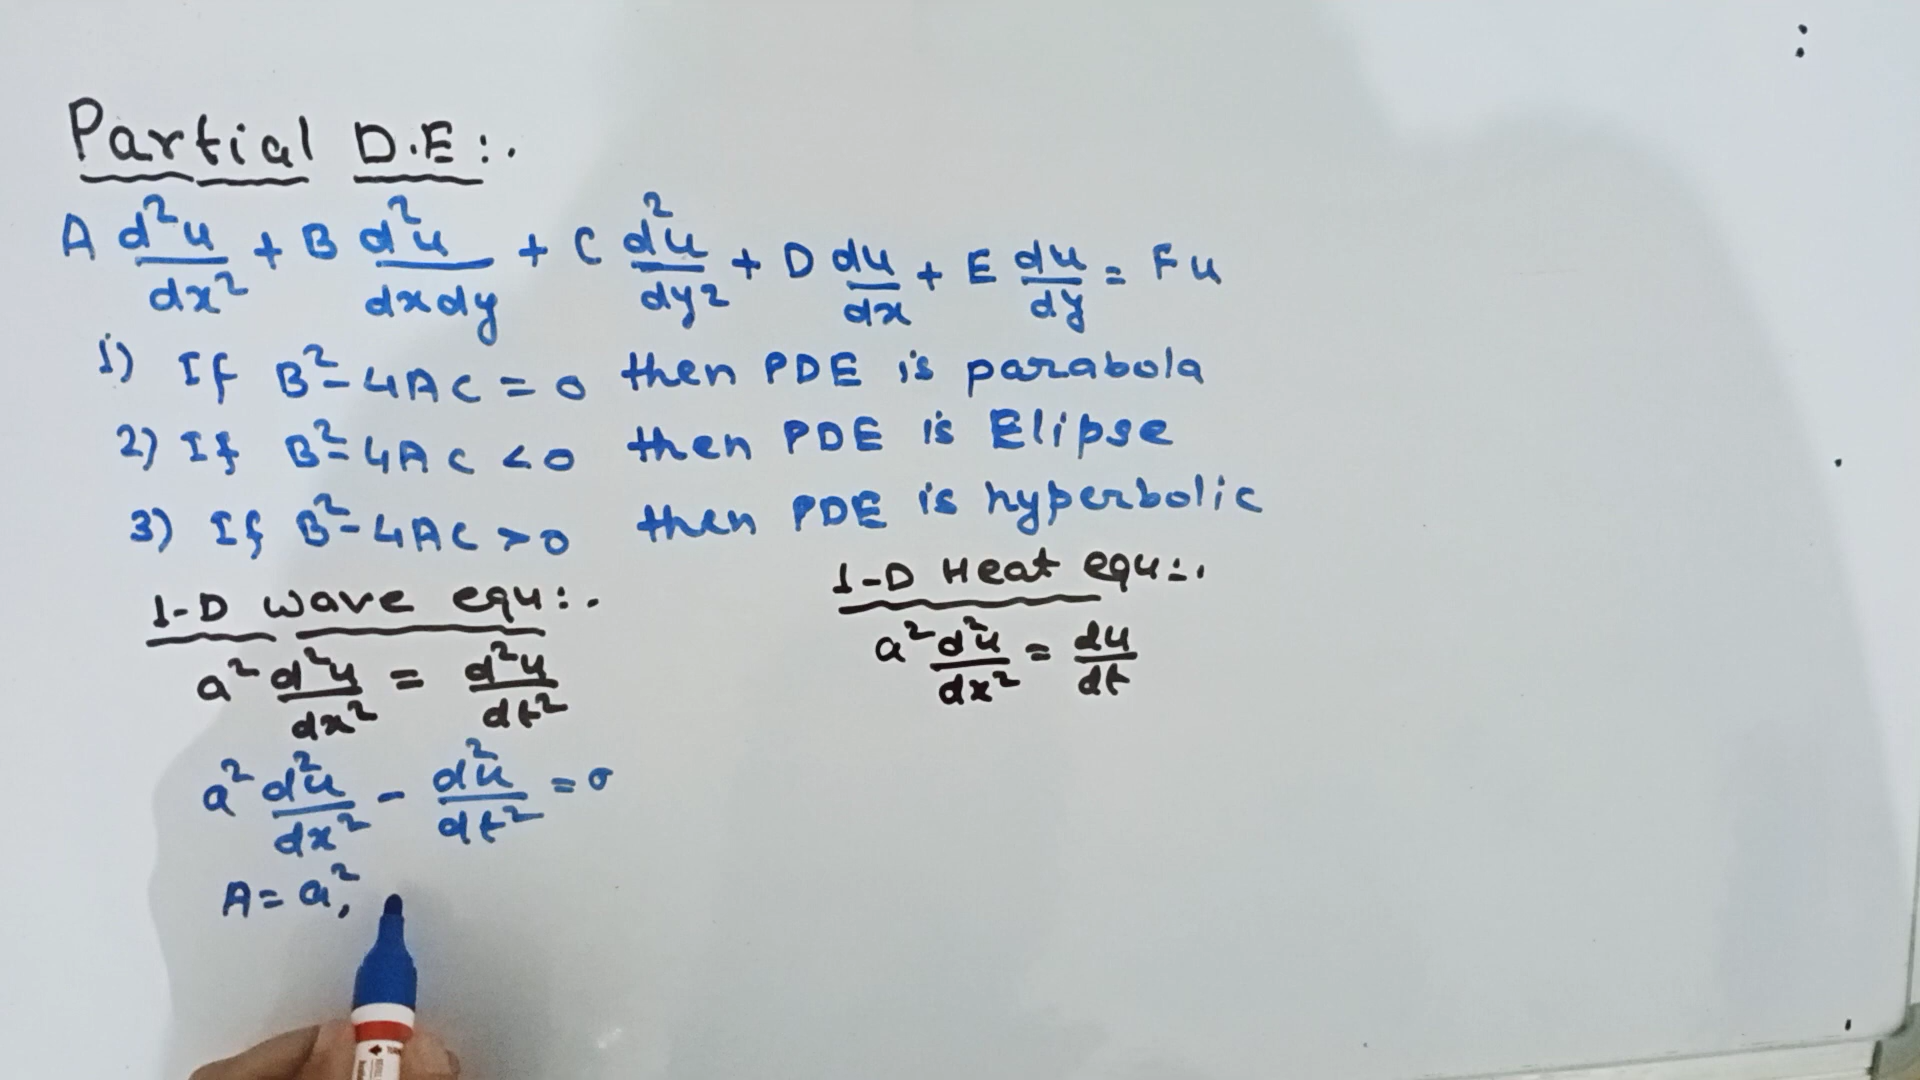 Partial D.E:.
A d²u/dx² + B d²u/dxdy + C d²u/dy² + D du/dx + E du/dy = Fu
1) If B²-4AC = 0 then PDE is parabola
2) If B²-4AC <0 then PDE is Elipse
3) If B²-4AC >0 then PDE is hyperbolic
1-D wave equ:.
a² d²u/dx² = d²u/dt²
a² d²u/dx² - d²u/dt² = 0
A = a²,
1-D Heat equ:.
a² d²u/dx² = du/dt